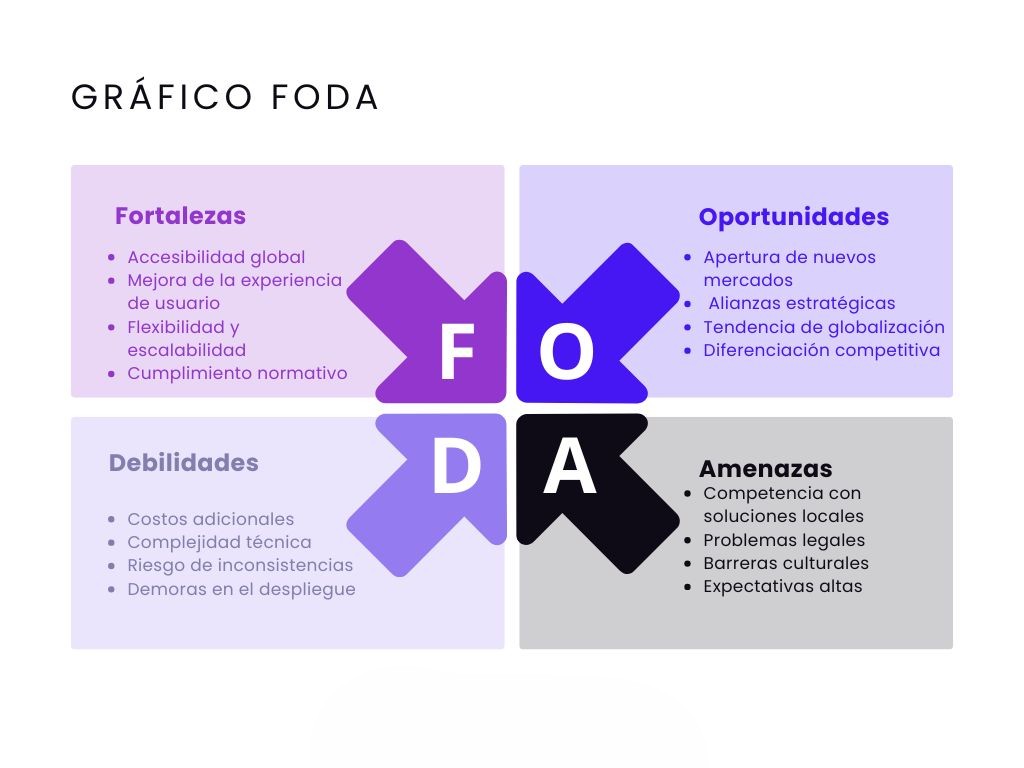 GRÁFICO FODA
Fortalezas
• Accesibilidad global
• Mejora de la experiencia
de usuario
• Flexibilidad y
escalabilidad
• Cumplimiento normativo
F
Oportunidades
• Apertura de nuevos
mercados
• Alianzas estratégicas
• Tendencia de globalización
• Diferenciación competitiva
O
Debilidades
• Costos adicionales
• Complejidad técnica
• Riesgo de inconsistencias
• Demoras en el despliegue
D
Amenazas
• Competencia con
soluciones locales
• Problemas legales
• Barreras culturales
• Expectativas altas
A